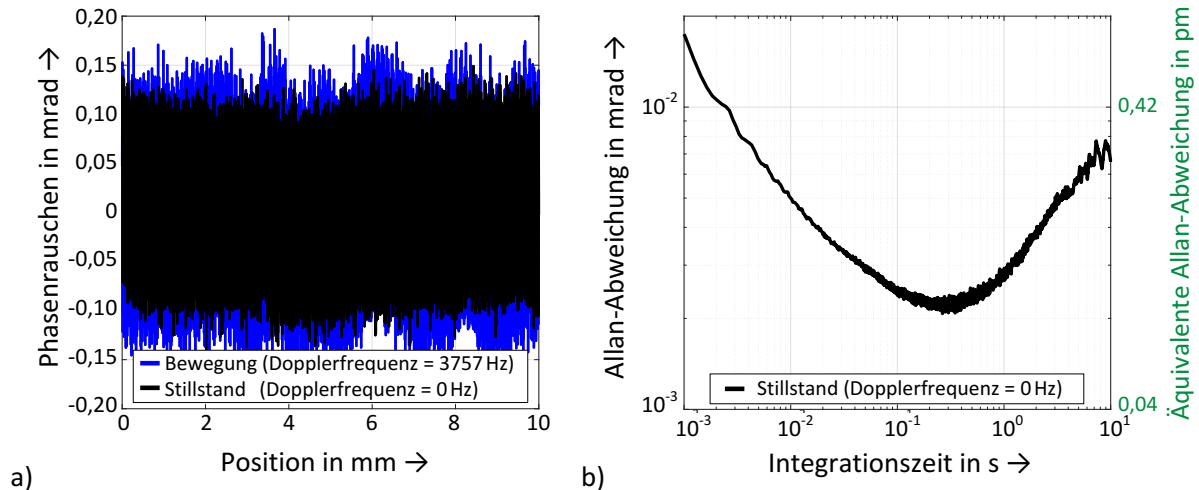 Phasenrauschen in mrad →
0,20
0,15
0,10
0,05
0
-0,05
-0,10
-0,15
-0,20
Bewegung (Dopplerfrequenz = 3757 Hz)
Stillstand (Dopplerfrequenz = 0 Hz)
0 2 4 6 8 10
Position in mm →
a)
Allan-Abweichung in mrad →
10⁻²
10⁻³
Stillstand (Dopplerfrequenz = 0 Hz)
10⁻³ 10⁻² 10⁻¹ 10⁰ 10¹
Integrationszeit in s →
b)
0,42
0,04
Äquivalente Allan-Abweichung in pm